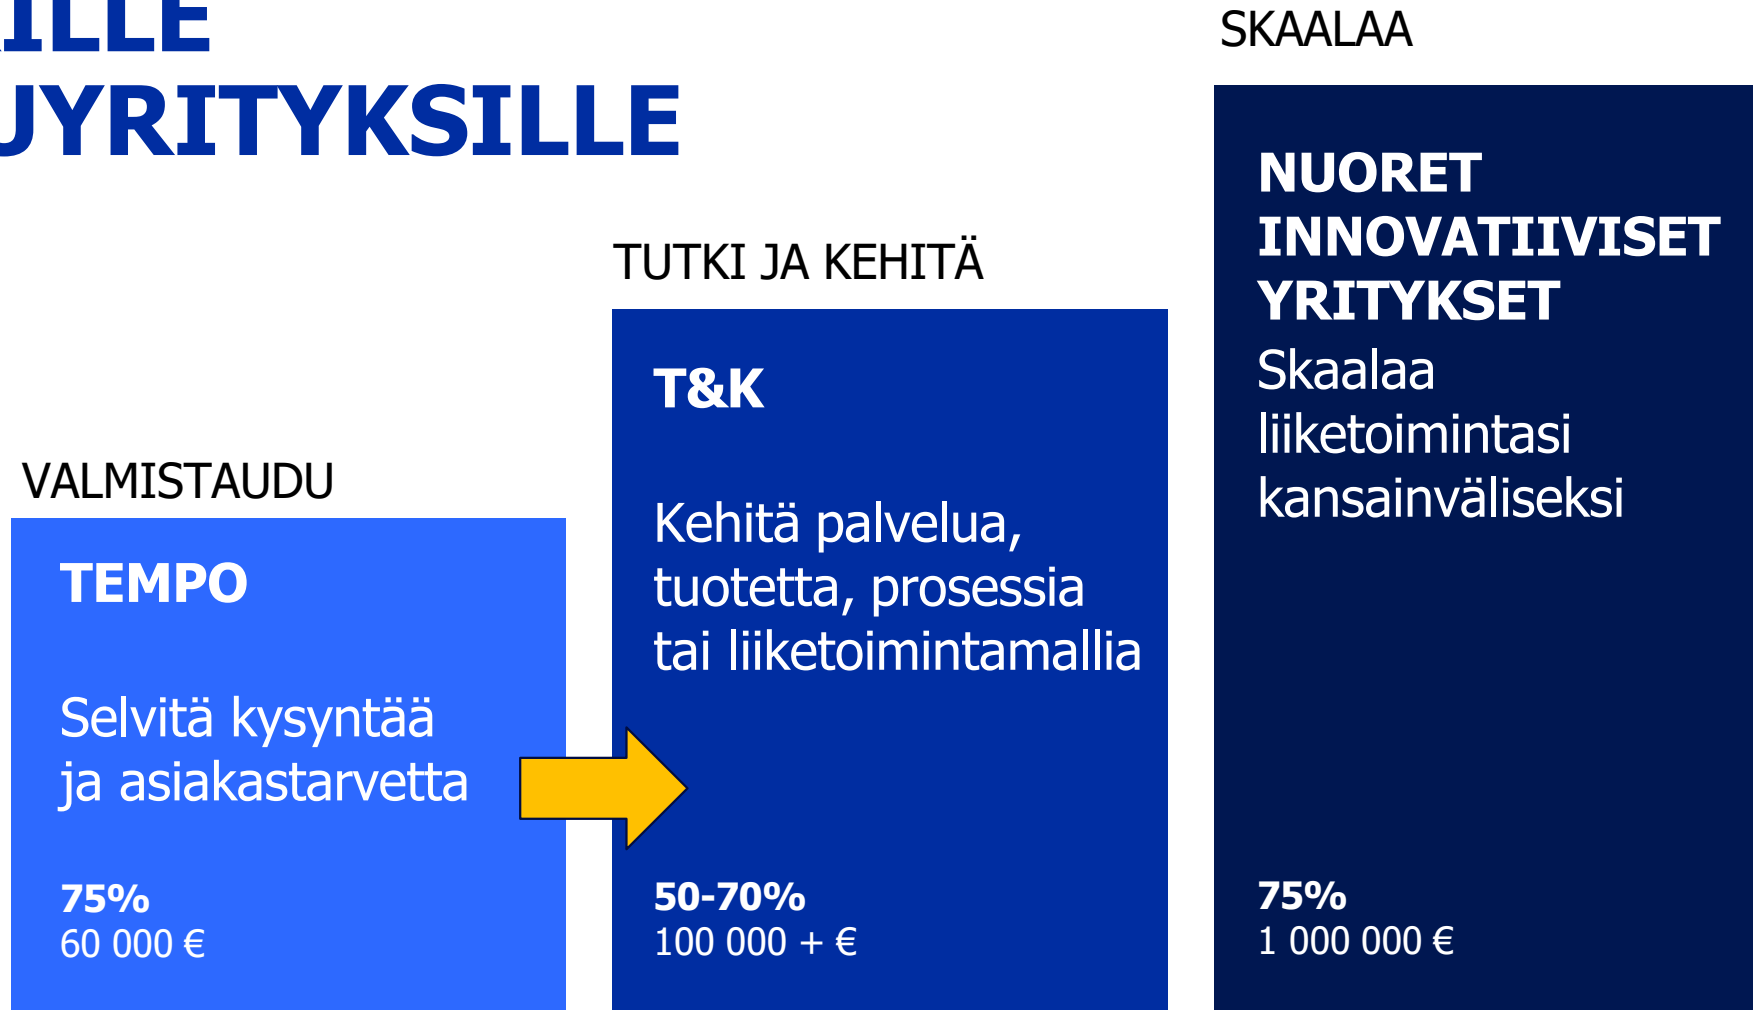 ILLE
UYRITYKSILLE
VALMISTAUDU
TEMPO
Selvitä kysyntää
ja asiakastarvetta
75%
60 000 €
TUTKI JA KEHITÄ
T&K
Kehitä palvelua,
tuotetta, prosessia
tai liiketoimintamallia
50-70%
100 000 + €
SKAALAA
NUORET
INNOVATIIVISET
YRITYKSET
Skaalaa
liiketoimintasi
kansainväliseksi
75%
1 000 000 €